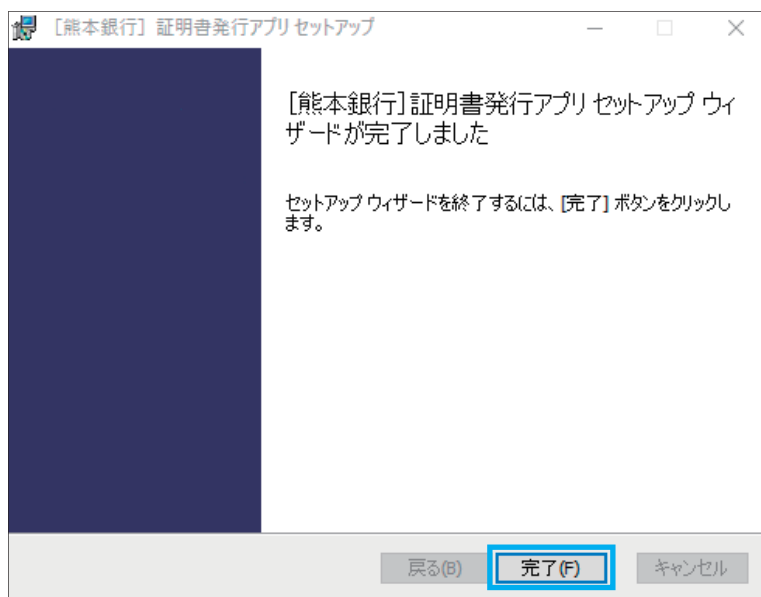 ［熊本銀行］証明書発行アプリ セットアップ
［熊本銀行］証明書発行アプリ セットアップ ウィ
ザードが完了しました
セットアップ ウィザードを終了するには、[完了] ボタンをクリックし
ます。
戻る(B)
完了(F)
キャンセル